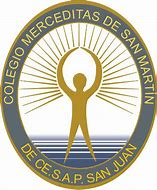 COLEGIO MERCEDITAS DE SAN MARTÍN
DE CE.S.A.P. SAN JUAN